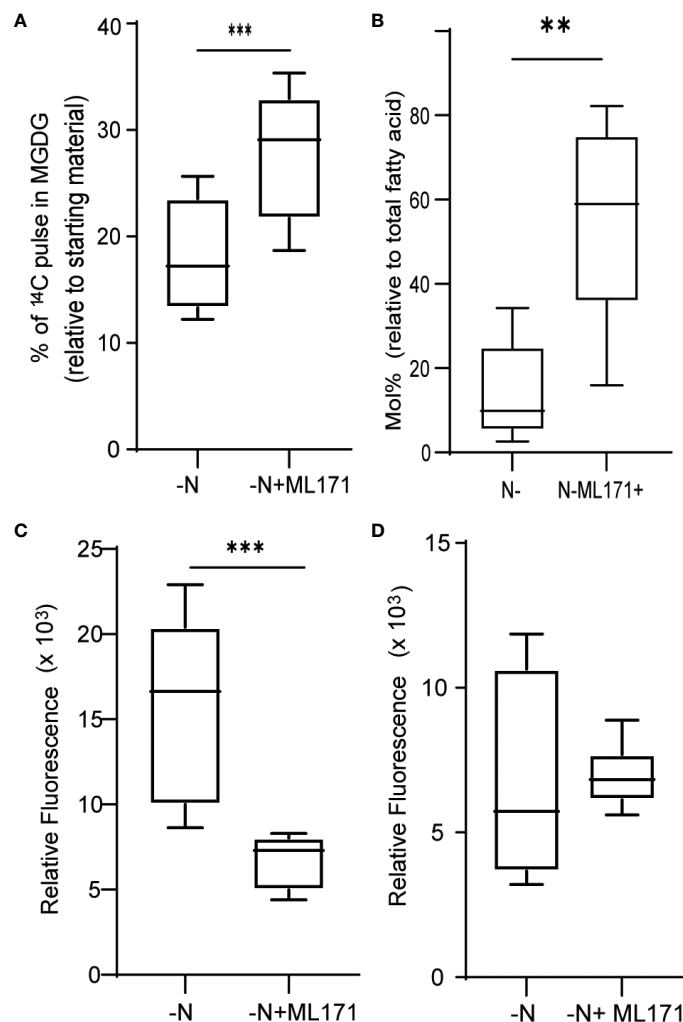 A
% of ¹⁴C pulse in MGDG
(relative to starting material)
40
30
20
10
0
***
-N
-N+ML171
B
Mol% (relative to total fatty acid)
80
60
40
20
0
**
N-
N-ML171+
C
Relative Fluorescence (x 10³)
25
20
15
10
5
0
***
-N
-N+ML171
D
Relative Fluorescence (x 10³)
15
10
5
0
-N
-N+ ML171